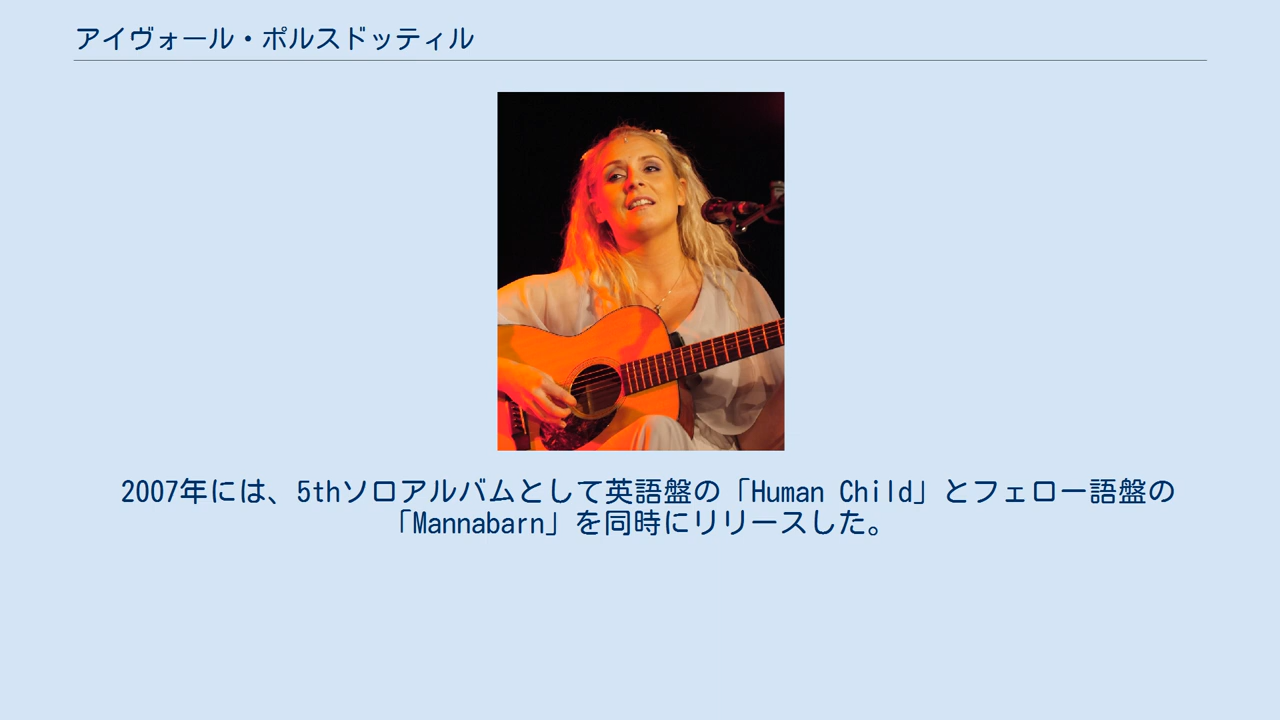 アイヴォール・ポルスドッティル
2007年には、5thソロアルバムとして英語盤の「Human Child」とフェロー語盤の
「Mannabarn」を同時にリリースした。